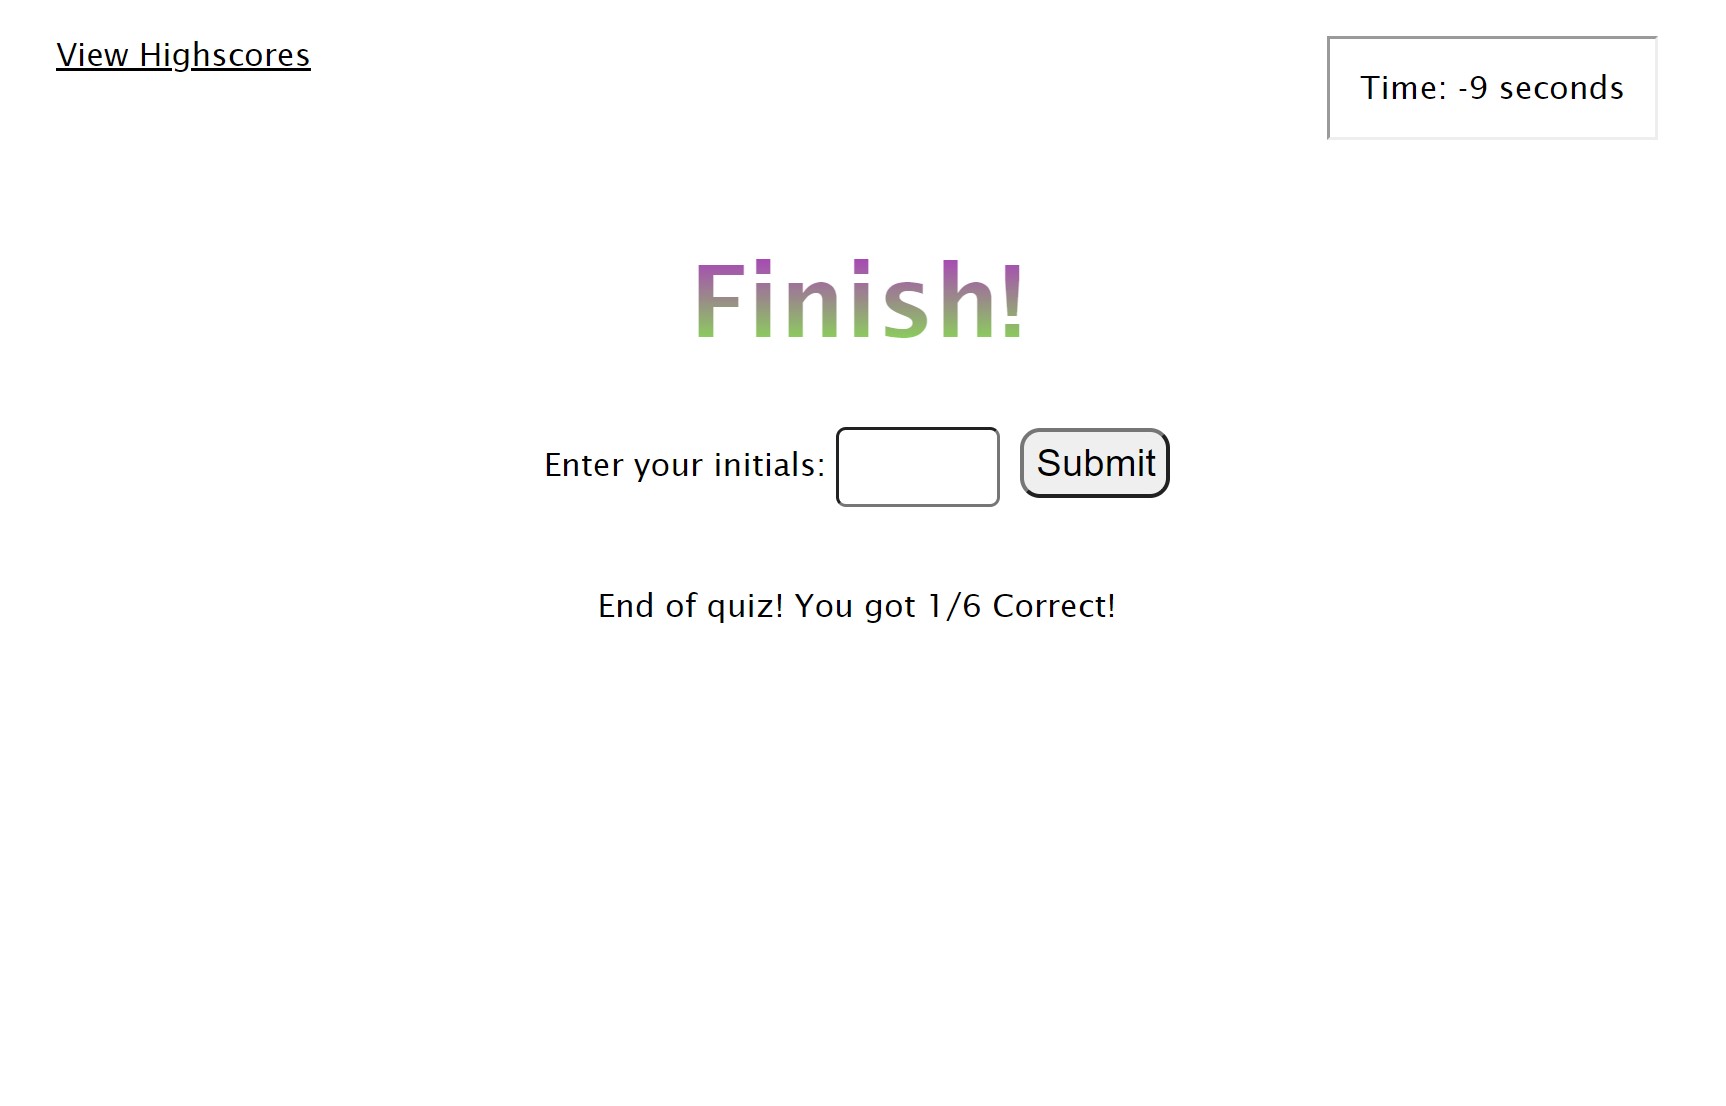 View Highscores
Time: -9 seconds
Finish!
Enter your initials: Submit
End of quiz! You got 1/6 Correct!